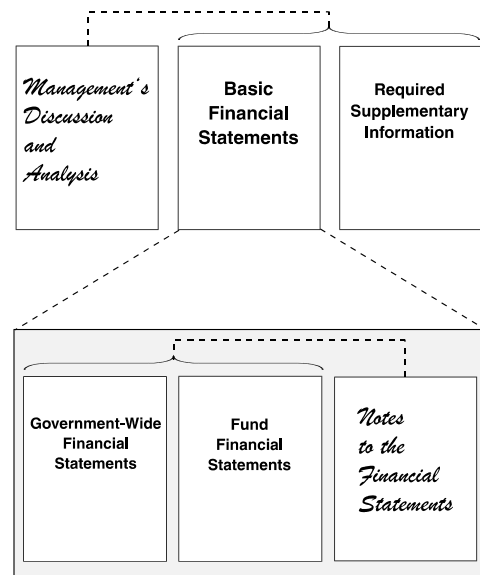 Management's
Discussion
and
Analysis
Basic
Financial
Statements
Required
Supplementary
Information
Government-Wide
Financial
Statements
Fund
Financial
Statements
Notes
to the
Financial
Statements